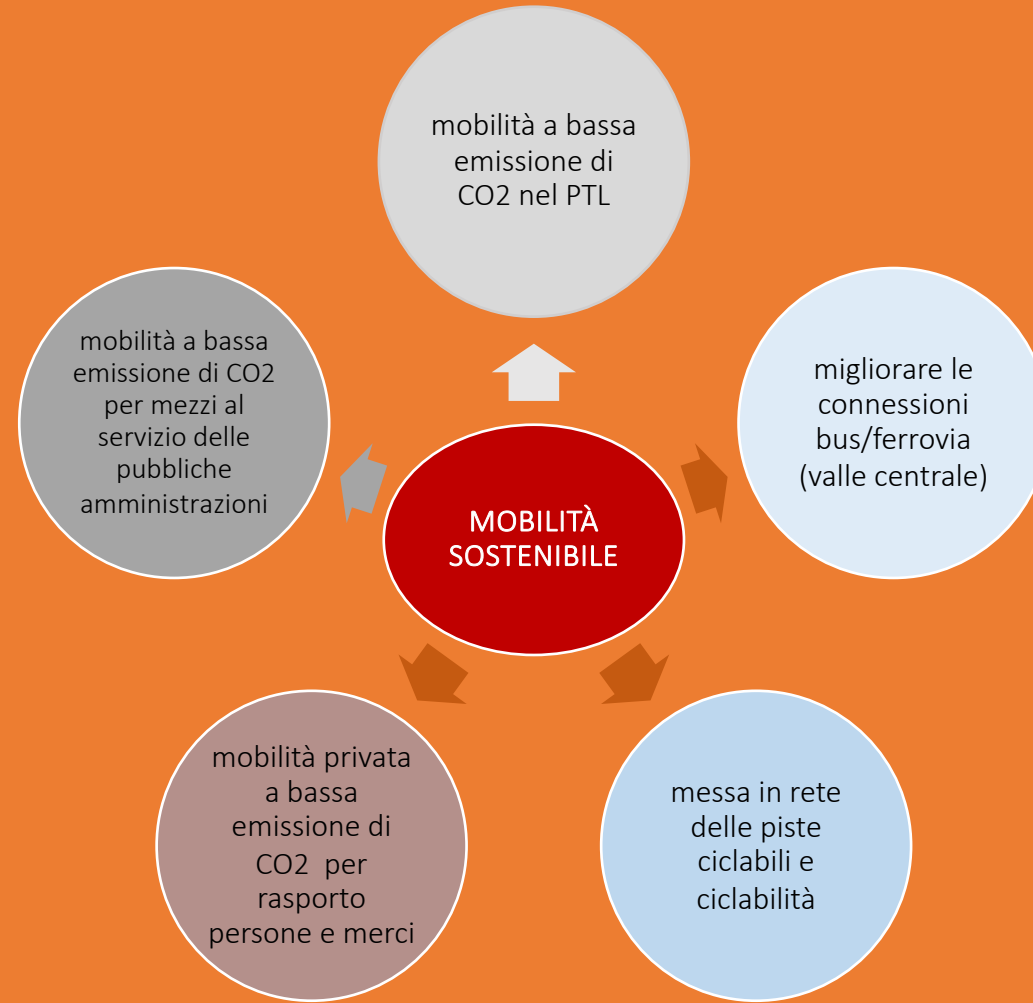 mobilità a bassa
emissione di
CO2 nel PTL
mobilità a bassa
emissione di CO2
per mezzi al
servizio delle
pubbliche
amministrazioni
migliorare le
connessioni
bus/ferrovia
(valle centrale)
MOBILITÀ
SOSTENIBILE
mobilità privata
a bassa
emissione di
CO2 per
rasporto
persone e merci
messa in rete
delle piste
ciclabili e
ciclabilità